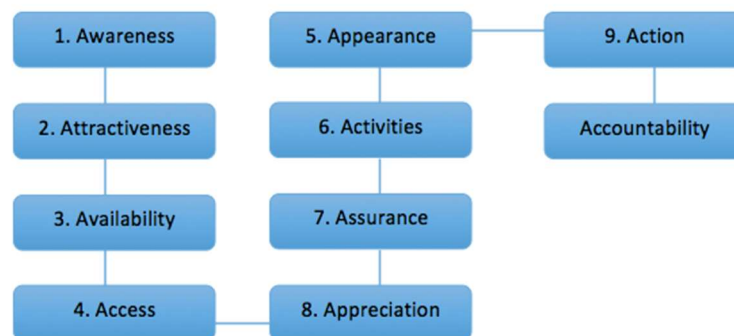 1. Awareness
2. Attractiveness
3. Availability
4. Access
5. Appearance
6. Activities
7. Assurance
8. Appreciation
9. Action
Accountability